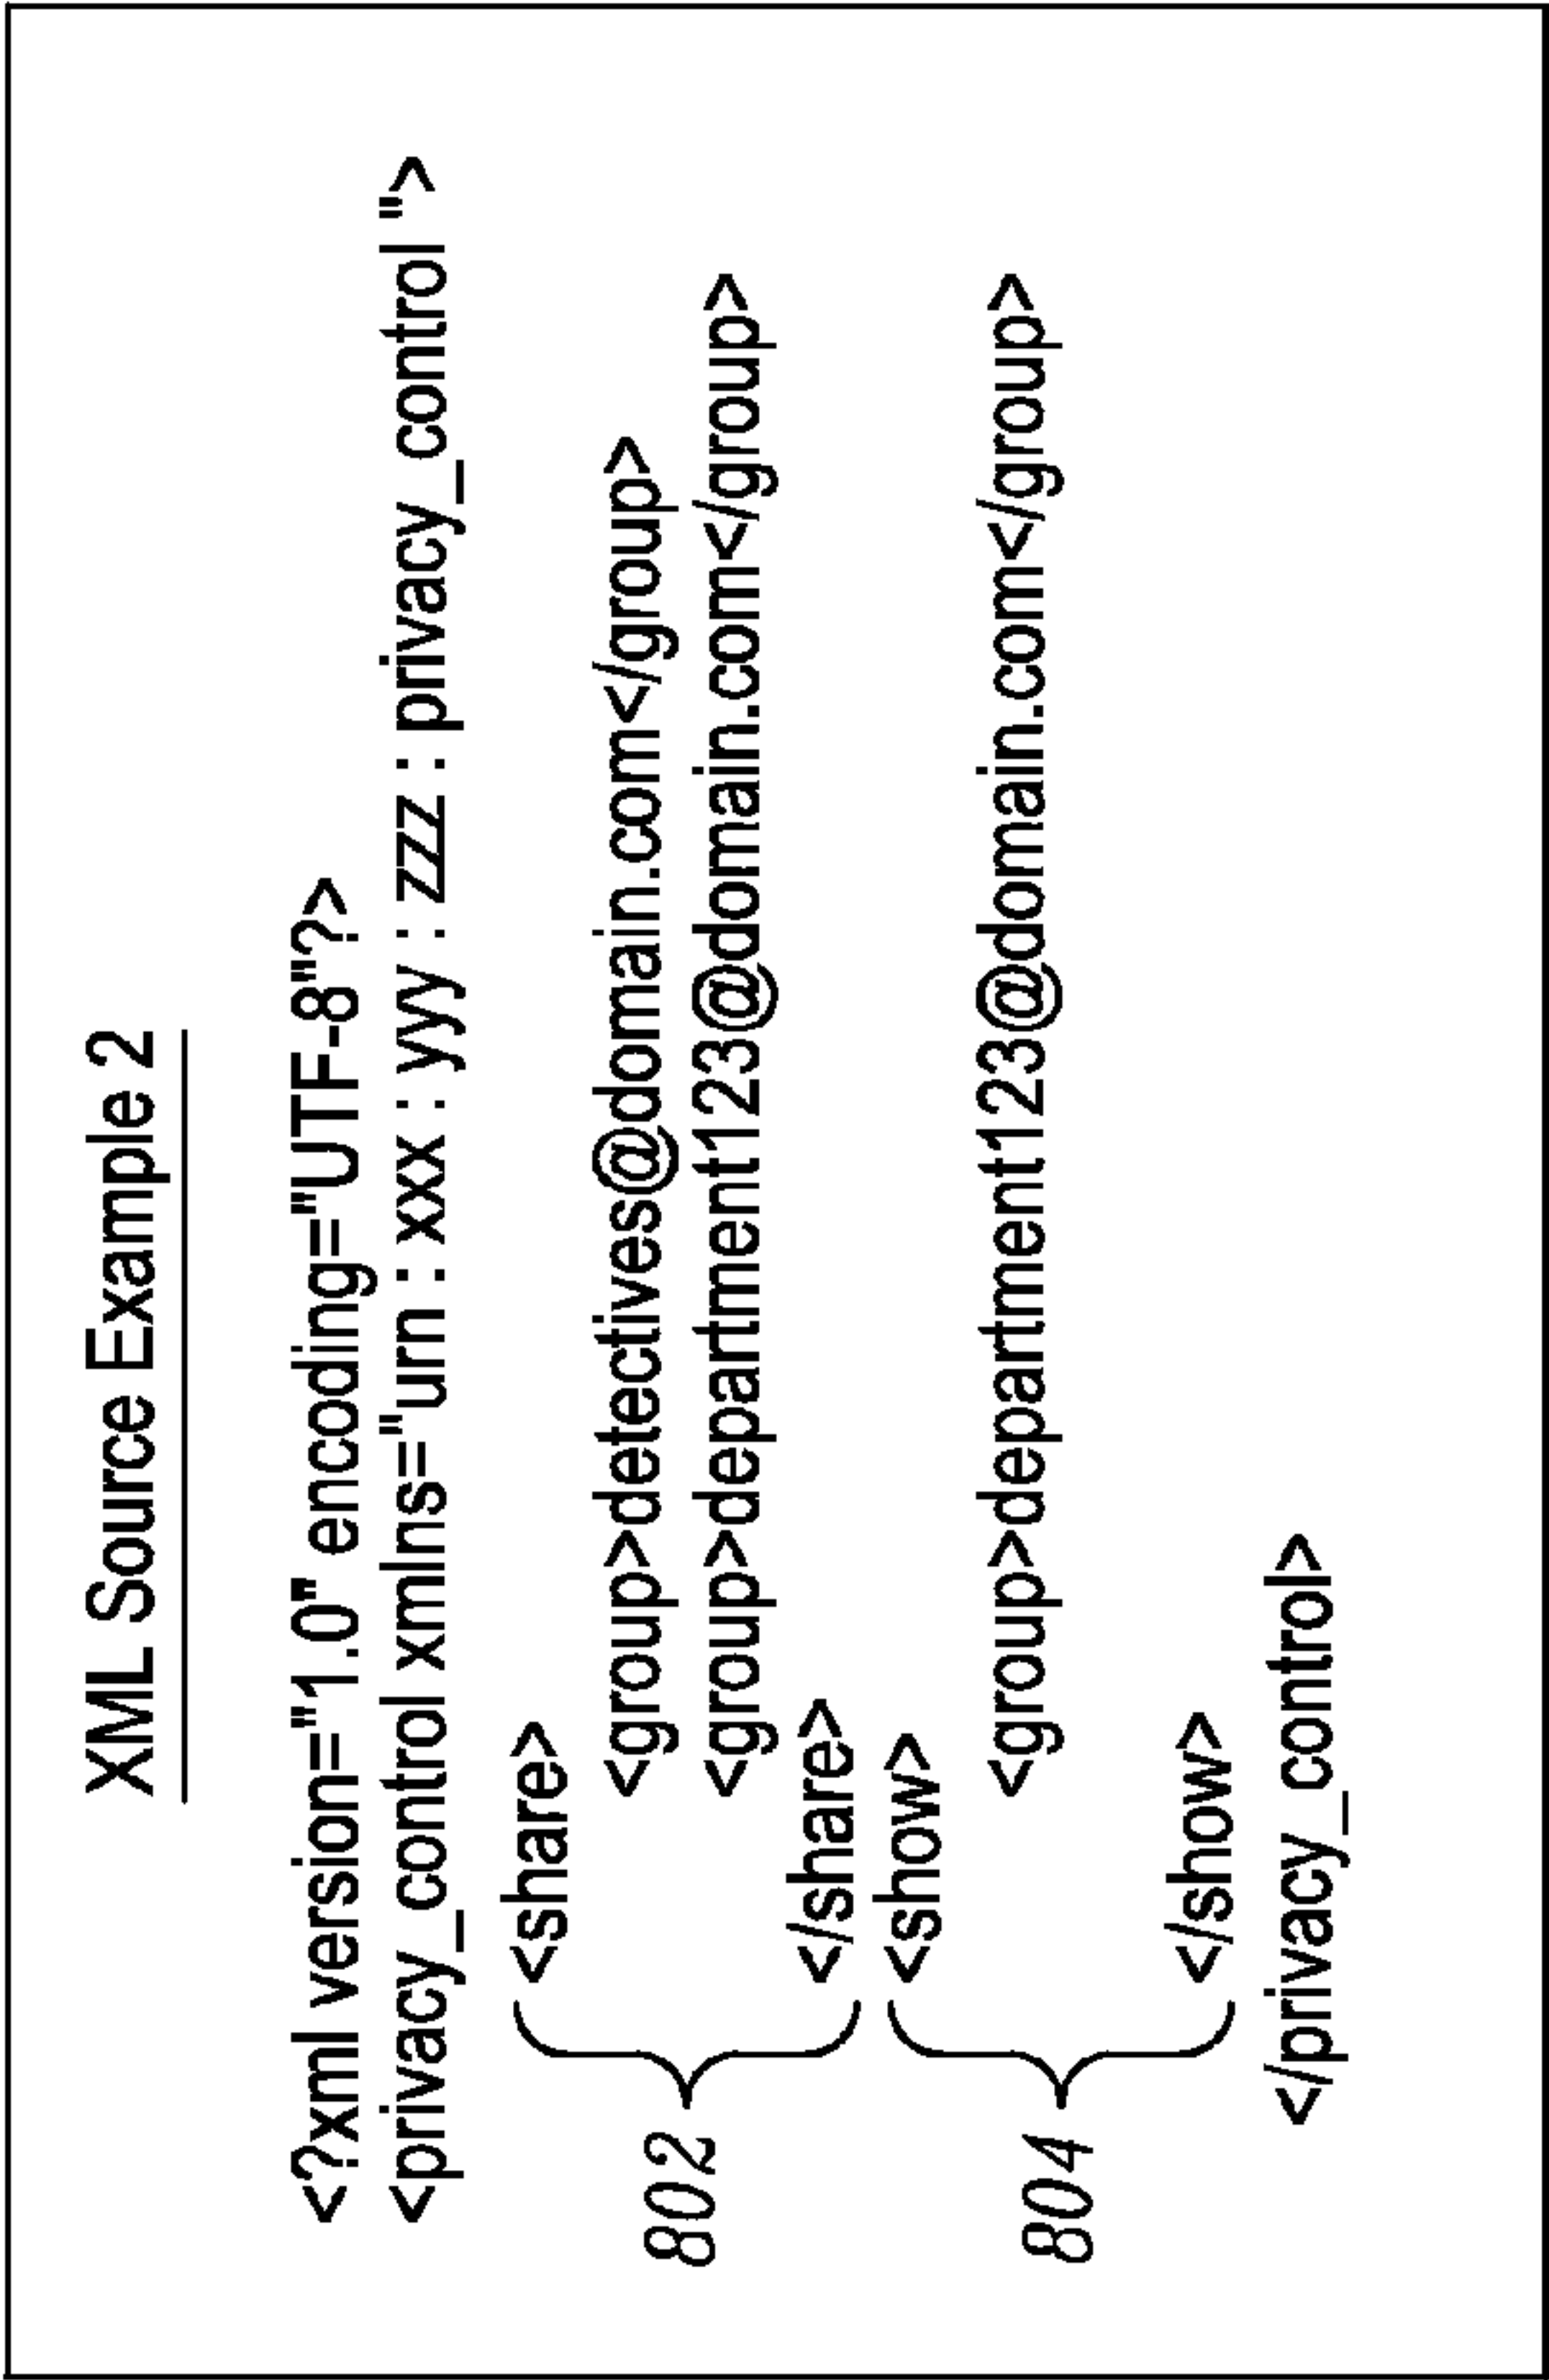 XML Source Example 2
<?xml version="1.0" encoding="UTF-8"?>
<privacy_control xmlns="urn : xxx : yyy : zzz : privacy_control ">
<share>
<group>detectives@domain.com</group>
802
<group>department123@domain.com</group>
</share>
<show>
<group>department123@domain.com</group>
804
</show>
</privacy_ control>